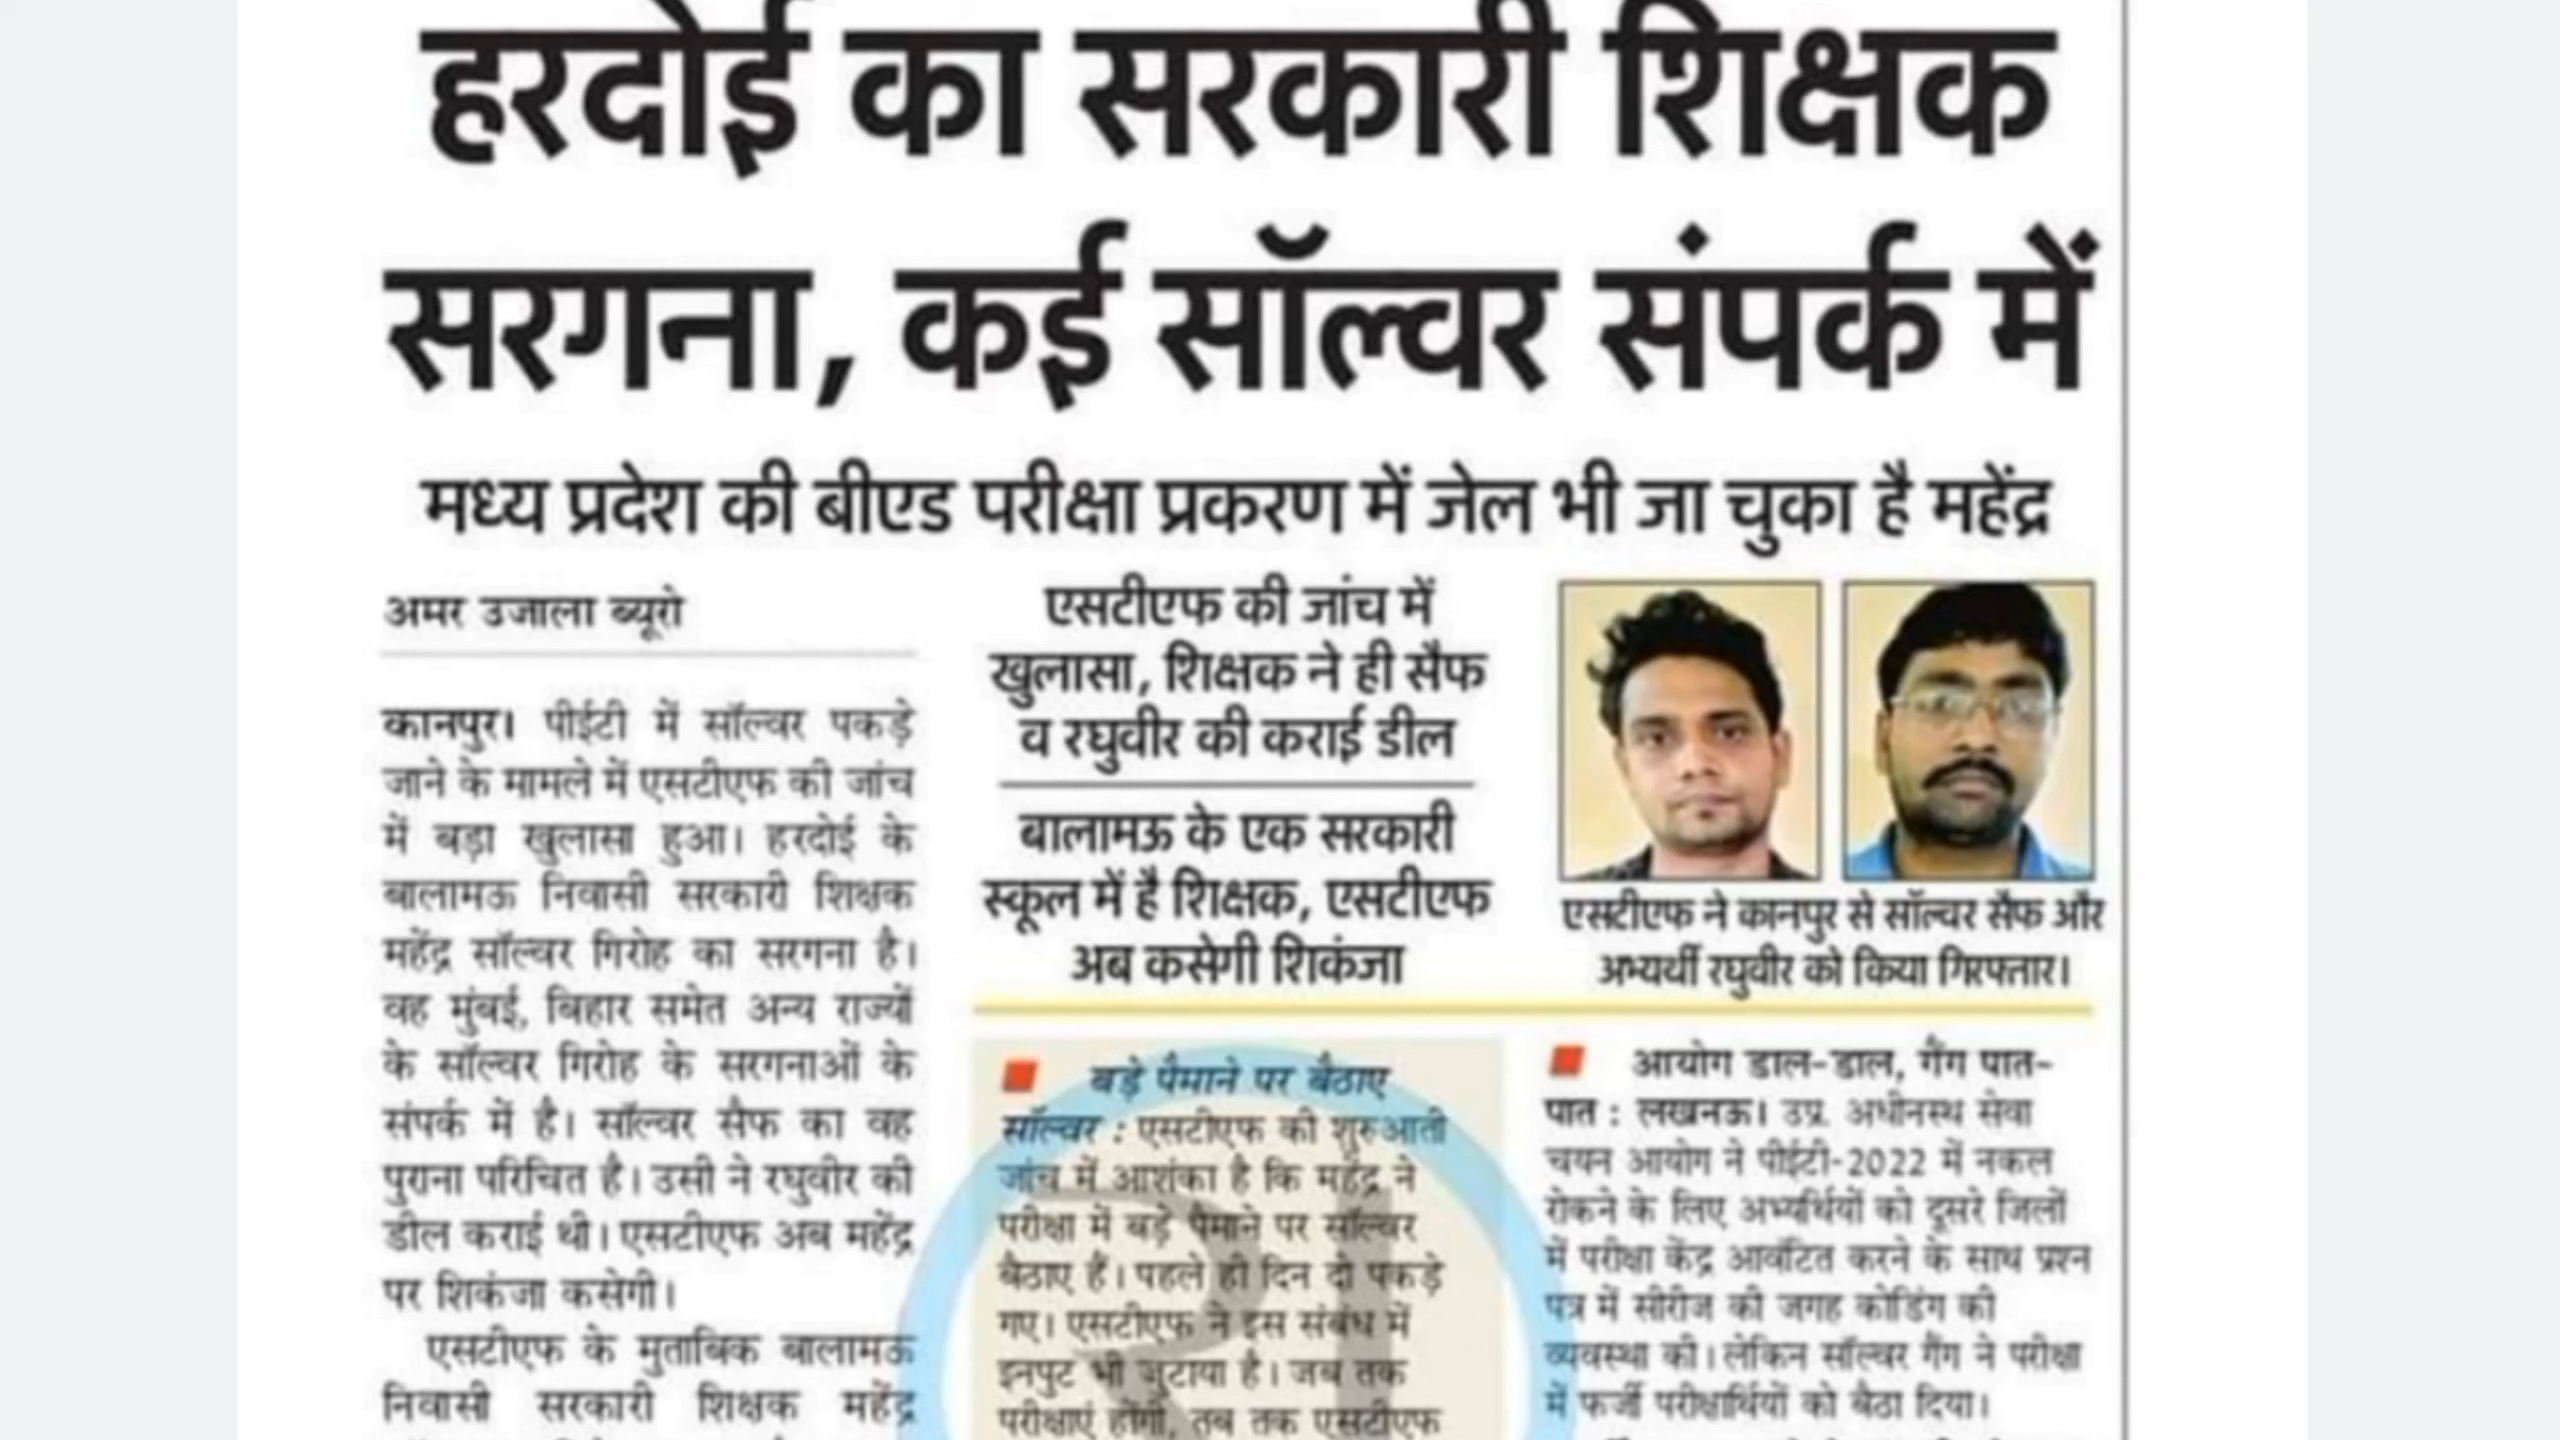 हरदोई का सरकारी शिक्षक
सरगना, कई सॉल्वर संपर्क में
मध्य प्रदेश की बीएड परीक्षा प्रकरण में जेल भी जा चुका है महेंद्र
अमर उजाला ब्यूरो
कानपुर। पीईटी में सॉल्वर पकड़े
जाने के मामले में एसटीएफ की जांच
में बड़ा खुलासा हुआ। हरदोई के
बालामऊ निवासी सरकारी शिक्षक
महेंद्र सॉल्वर गिरोह का सरगना है।
वह मुंबई, बिहार समेत अन्य राज्यों
के सॉल्वर गिरोह के सरगनाओं के
संपर्क में है। सॉल्वर सैफ का वह
पुराना परिचित है। उसी ने रघुवीर की
डील कराई थी। एसटीएफ अब महेंद्र
पर शिकंजा कसेगी।
एसटीएफ के मुताबिक बालामऊ
निवासी सरकारी शिक्षक महेंद्र
एसटीएफ की जांच में
खुलासा, शिक्षक ने ही सैफ
व रघुवीर की कराई डील
बालामऊ के एक सरकारी
स्कूल में है शिक्षक, एसटीएफ
अब कसेगी शिकंजा
एसटीएफ ने कानपुर से सॉल्वर सैफ और
अभ्यर्थी रघुवीर को किया गिरफ्तार।
बड़े पैमाने पर बैठाए
सॉल्वर : एसटीएफ की शुरुआती
जांच में आशंका है कि महेंद्र ने
परीक्षा में बड़े पैमाने पर सॉल्वर
बैठाए हैं। पहले ही दिन दो पकड़े
गए। एसटीएफ ने इस संबंध में
इनपुट भी जुटाया है। जब तक
परीक्षाएं होंगी, तब तक एसटीएफ
आयोग डाल-डाल, गैंग पात-
पात : लखनऊ। उप्र. अधीनस्थ सेवा
चयन आयोग ने पीईटी-2022 में नकल
रोकने के लिए अभ्यर्थियों को दूसरे जिलों
में परीक्षा केंद्र आवंटित करने के साथ प्रश्न
पत्र में सीरीज की जगह कोडिंग की
व्यवस्था की। लेकिन सॉल्वर गैंग ने परीक्षा
में फर्जी परीक्षार्थियों को बैठा दिया।